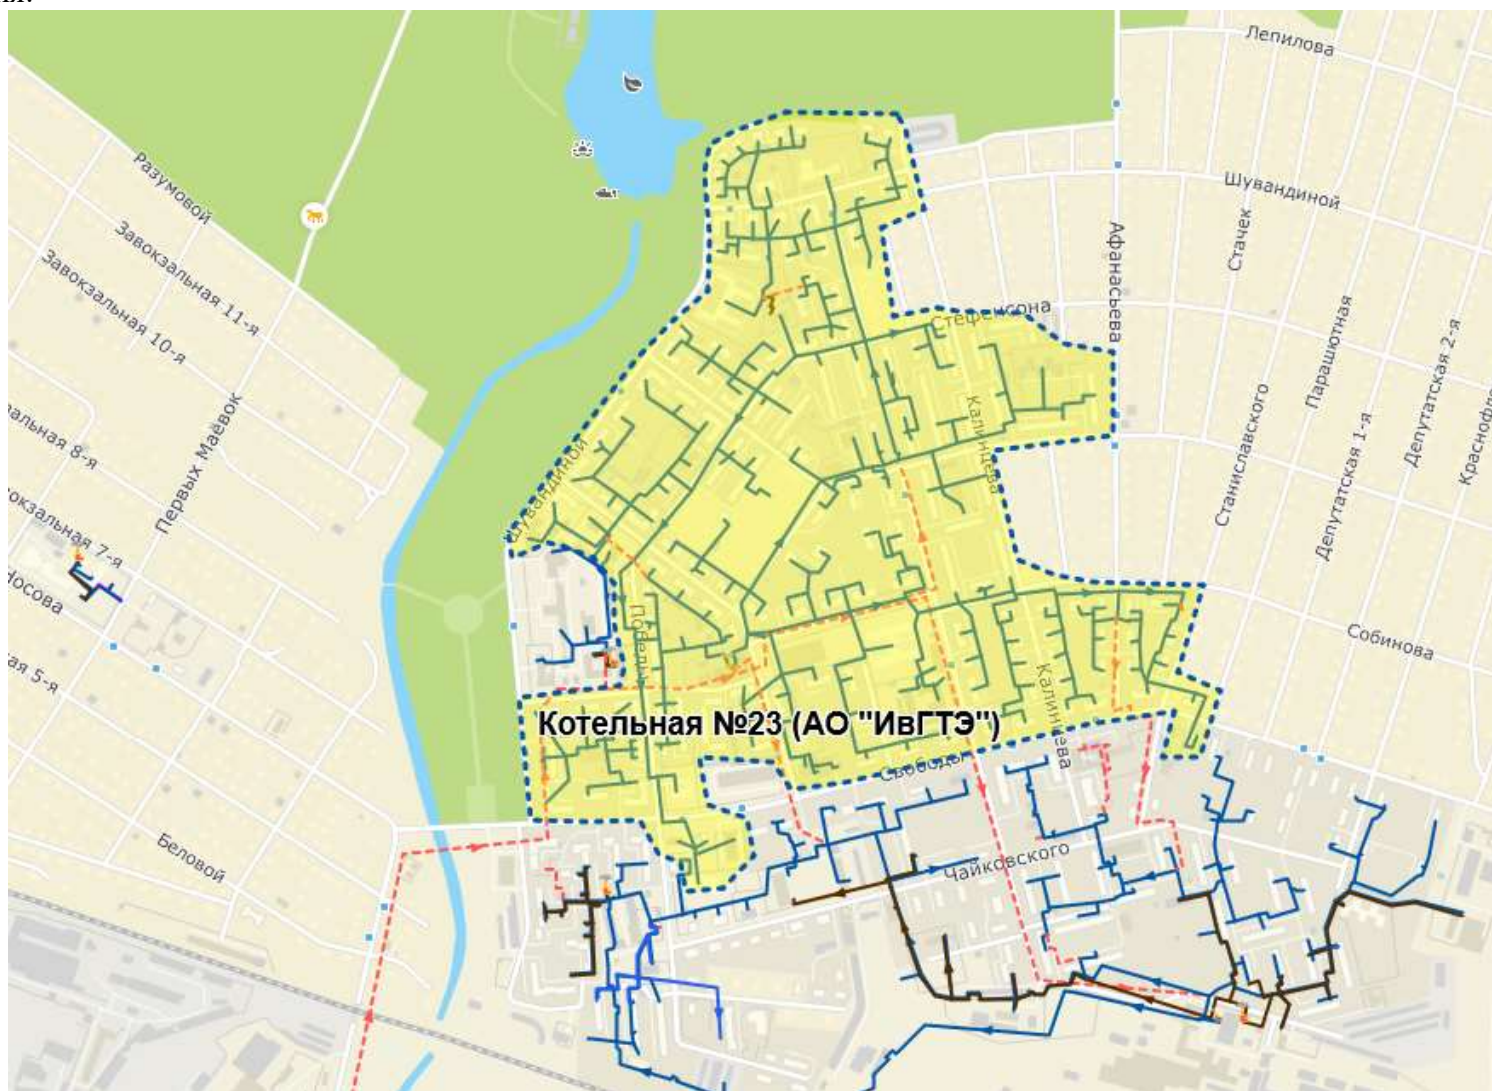 Лепилова
Разумовой
Шувандиной
Завокзальная 11-я
Стачек
Афанасьева
Завокзальная 10-я
Стефенсона
Парашютная
Депутатская 2-я
Первых Маёвок
Калинцева
Станиславского
Депутатская 1-я
Шувандиной
Собинова
Калинцева
Котельная №23 (АО "ИвГТЭ")
Свободы
Беловой
Чайковского